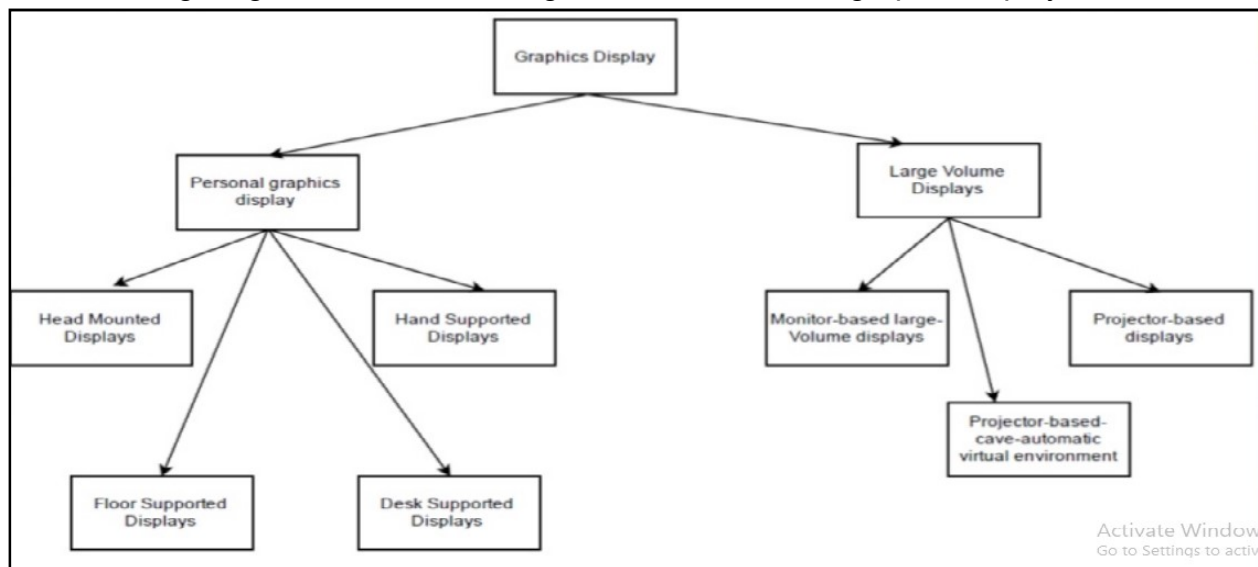 Graphics Display
Personal graphics
display
Large Volume
Displays
Head Mounted
Displays
Hand Supported
Displays
Monitor-based large-
Volume displays
Projector-based
displays
Projector-based-
cave-automatic
virtual environment
Floor Supported
Displays
Desk Supported
Displays
Activate Window
Go to Settings to activ